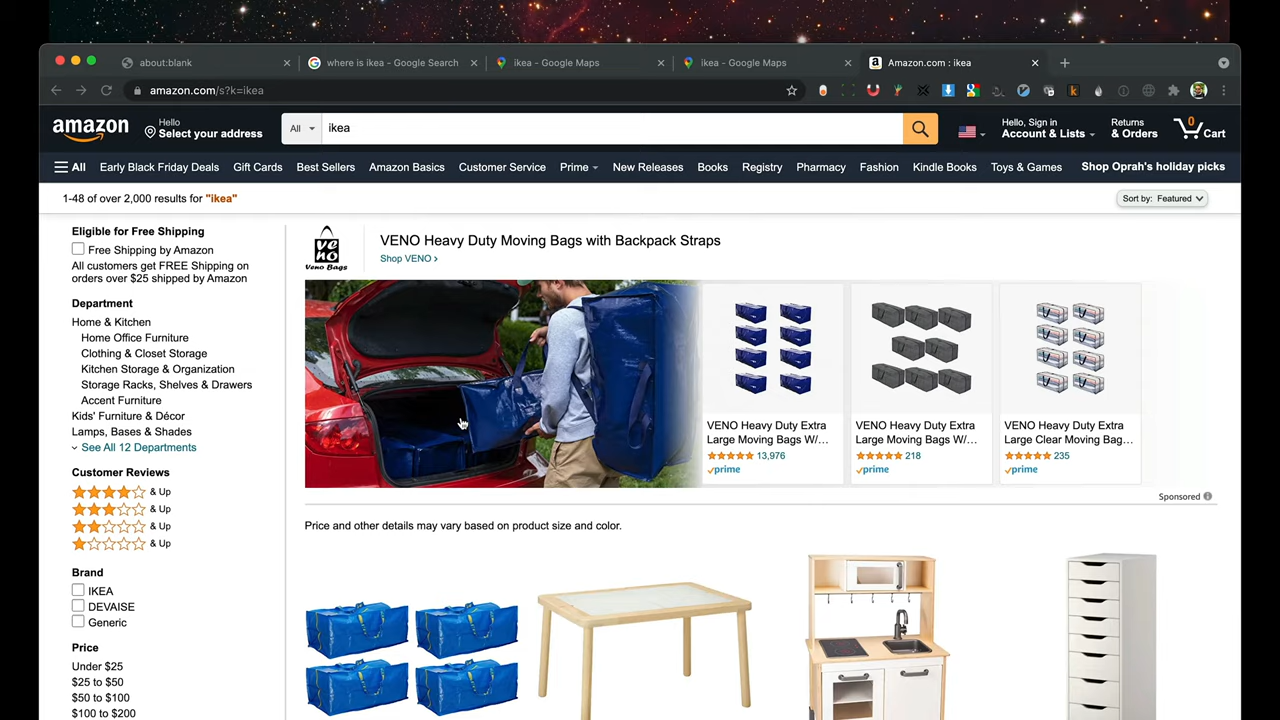 about:blank
where is ikea - Google Search
ikea - Google Maps
ikea - Google Maps
Amazon.com : ikea
amazon.com/s?k=ikea
amazon
Hello
Select your address
All
ikea
Hello, Sign in
Account & Lists
Returns
& Orders
0
Cart
All
Early Black Friday Deals
Gift Cards
Best Sellers
Amazon Basics
Customer Service
Prime
New Releases
Books
Registry
Pharmacy
Fashion
Kindle Books
Toys & Games
Shop Oprah's holiday picks
1-48 of over 2,000 results for "ikea"
Sort by: Featured
Eligible for Free Shipping
Free Shipping by Amazon
All customers get FREE Shipping on
orders over $25 shipped by Amazon
Department
Home & Kitchen
Home Office Furniture
Clothing & Closet Storage
Kitchen Storage & Organization
Storage Racks, Shelves & Drawers
Accent Furniture
Kids' Furniture & Décor
Lamps, Bases & Shades
See All 12 Departments
Customer Reviews
& Up
& Up
& Up
& Up
Brand
IKEA
DEVAISE
Generic
Price
Under $25
$25 to $50
$50 to $100
$100 to $200
veno
Veno Bags
VENO Heavy Duty Moving Bags with Backpack Straps
Shop VENO ›
VENO Heavy Duty Extra
Large Moving Bags W/...
13,976
prime
VENO Heavy Duty Extra
Large Moving Bags W/...
218
prime
VENO Heavy Duty Extra
Large Clear Moving Bag...
235
prime
Sponsored
Price and other details may vary based on product size and color.